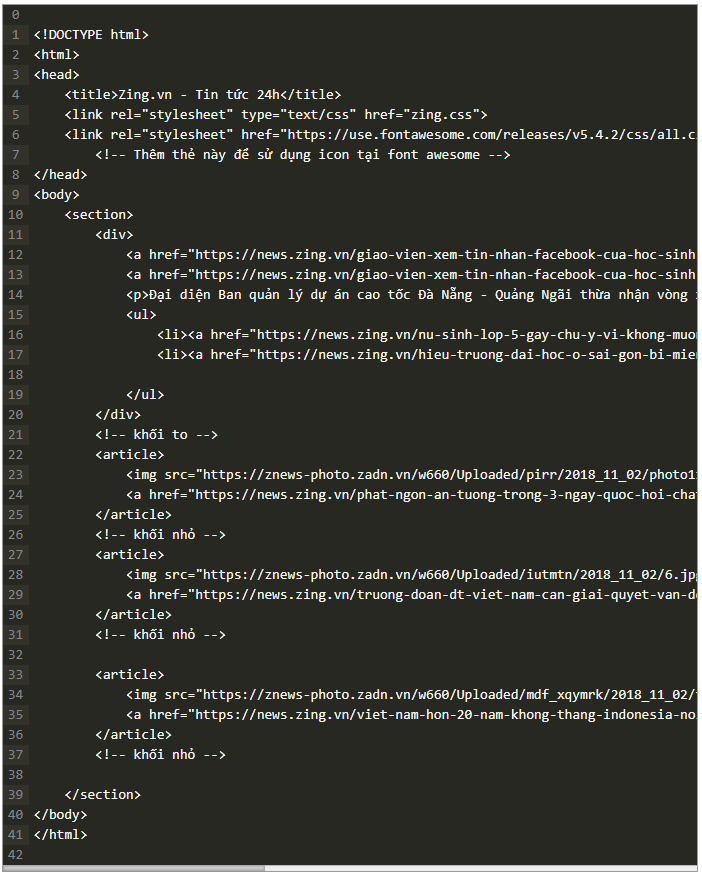 0
1 <!DOCTYPE html>
2 <html>
3 <head>
4 <title>Zing.vn - Tin tức 24h</title>
5 <link rel="stylesheet" type="text/css" href="zing.css">
6 <link rel="stylesheet" href="https://use.fontawesome.com/releases/v5.4.2/css/all.c
7 <!-- Thêm thẻ này để sử dụng icon tại font awesome -->
8 </head>
9 <body>
10 <section>
11 <div>
12 <a href="https://news.zing.vn/giao-vien-xem-tin-nhan-facebook-cua-hoc-sinh
13 <a href="https://news.zing.vn/giao-vien-xem-tin-nhan-facebook-cua-hoc-sinh
14 <p>Đại diện Ban quản lý dự án cao tốc Đà Nẵng - Quảng Ngãi thừa nhận vòng
15 <ul>
16 <li><a href="https://news.zing.vn/nu-sinh-lop-5-gay-chu-y-vi-khong-muo
17 <li><a href="https://news.zing.vn/hieu-truong-dai-hoc-o-sai-gon-bi-mie
18
19 </ul>
20 </div>
21 <!-- khối to -->
22 <article>
23 <img src="https://znews-photo.zadn.vn/w660/Uploaded/pirr/2018_11_02/photo1
24 <a href="https://news.zing.vn/phat-ngon-an-tuong-trong-3-ngay-quoc-hoi-cha
25 </article>
26 <!-- khối nhỏ -->
27 <article>
28 <img src="https://znews-photo.zadn.vn/w660/Uploaded/iutmtn/2018_11_02/6.jp
29 <a href="https://news.zing.vn/truong-doan-dt-viet-nam-can-giai-quyet-van-d
30 </article>
31 <!-- khối nhỏ -->
32
33 <article>
34 <img src="https://znews-photo.zadn.vn/w660/Uploaded/mdf_xqymrk/2018_11_02/
35 <a href="https://news.zing.vn/viet-nam-hon-20-nam-khong-thang-indonesia-no
36 </article>
37 <!-- khối nhỏ -->
38
39 </section>
40 </body>
41 </html>
42